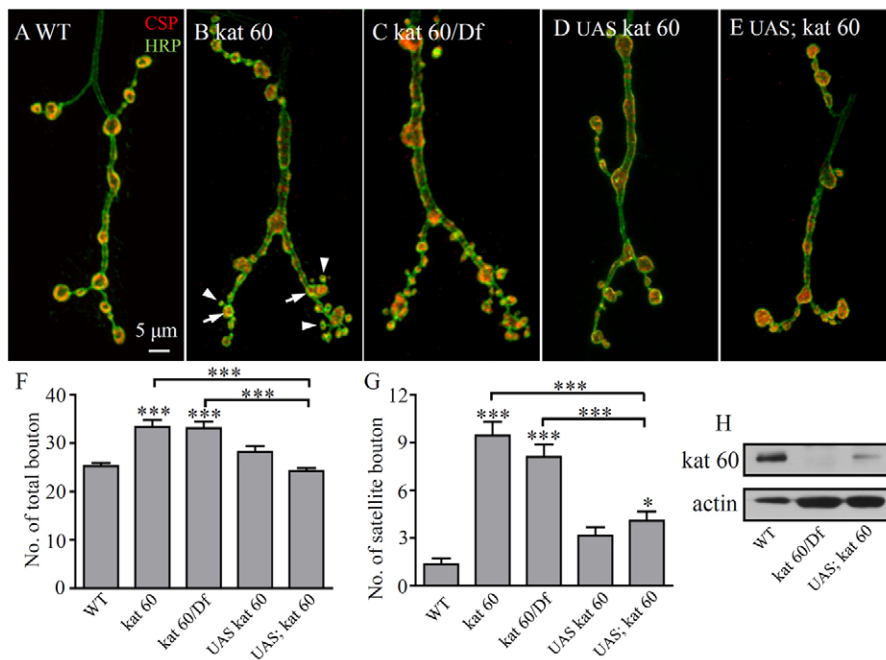 A WT
CSP
HRP
B kat 60
C kat 60/Df
D UAS kat 60
E UAS; kat 60
5 µm
F
No. of total bouton
40
30
20
10
0
***
***
***
***
WT
kat 60
kat 60/Df
UAS kat 60
UAS; kat 60
G
No. of satellite bouton
12
9
6
3
0
***
***
***
***
*
WT
kat 60
kat 60/Df
UAS kat 60
UAS; kat 60
H
kat 60
actin
WT
kat 60/Df
UAS; kat 60